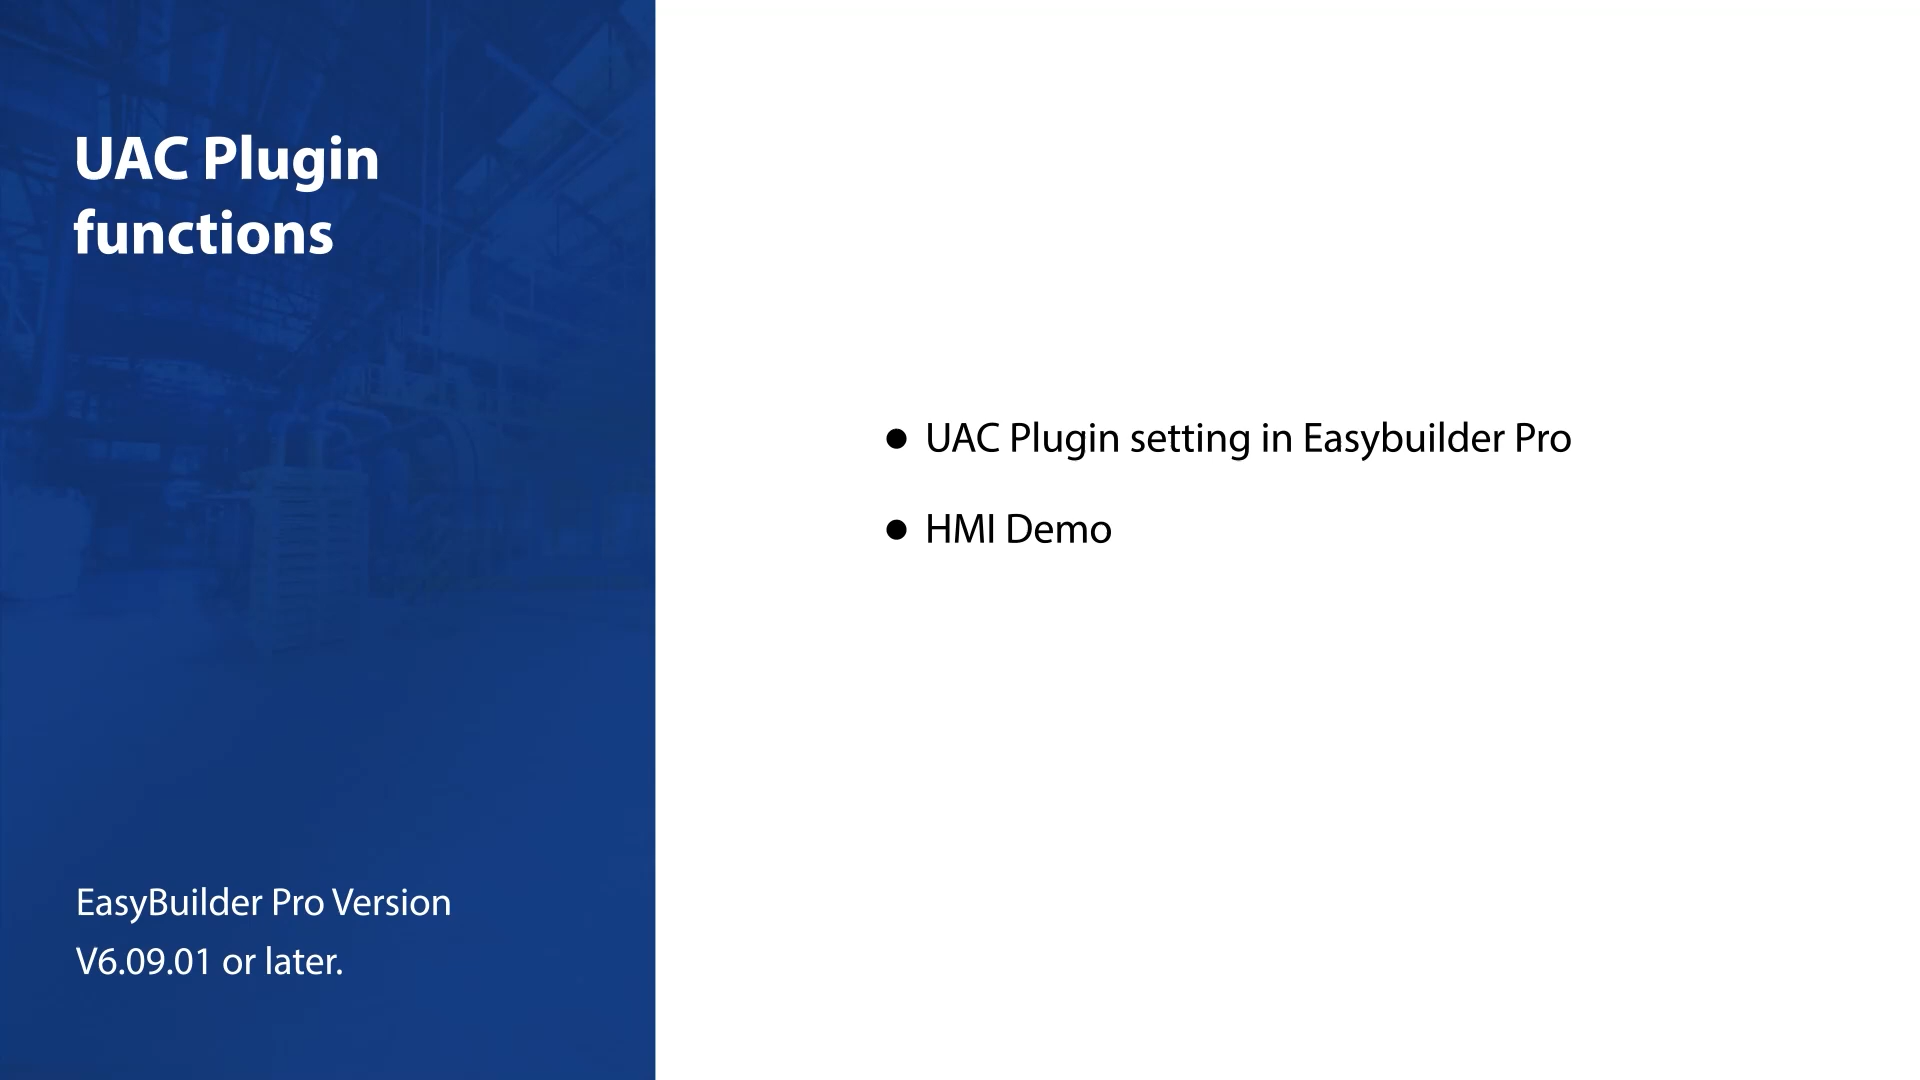 UAC Plugin
functions
● UAC Plugin setting in Easybuilder Pro
● HMI Demo
EasyBuilder Pro Version
V6.09.01 or later.